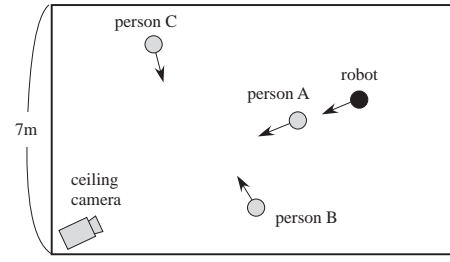 person C
robot
person A
7m
ceiling
camera
person B